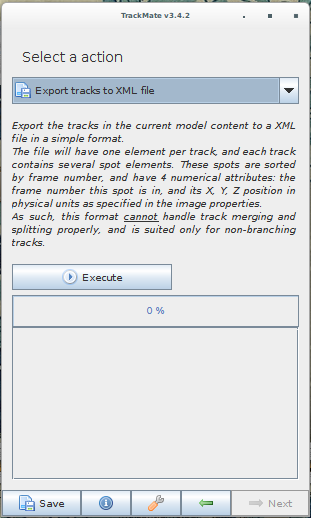 TrackMate v3.4.2
Select a action
Export tracks to XML file
Export the tracks in the current model content to a XML
file in a simple format.
The file will have one element per track, and each track
contains several spot elements. These spots are sorted
by frame number, and have 4 numerical attributes: the
frame number this spot is in, and its X, Y, Z position in
physical units as specified in the image properties.
As such, this format cannot handle track merging and
splitting properly, and is suited only for non-branching
tracks.
Execute
0 %
Save
Next